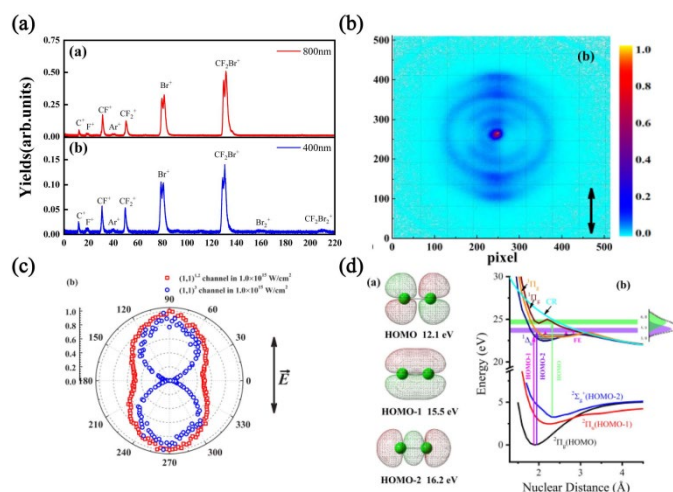 (a)
(a)
800nm
0.75
0.50
0.25
0.00
C⁺
F⁺
CF⁺
Ar⁺
CF₂⁺
Br⁺
CF₂Br⁺
Yields(arb.units)
(b)
400nm
0.15
0.10
0.05
0.00
C⁺
F⁺
CF⁺
Ar⁺
CF₂⁺
Br⁺
CF₂Br⁺
Br₂⁺
CF₂Br₂⁺
0 20 40 60 80 100 120 140 160 180 200 220
(b)
(b)
500
400
300
200
100
0
0 100 200 300 400 500
pixel
1.0
0.8
0.6
0.4
0.2
0.0
(c)
(b)
(1,1)¹,² channel in 1.0×10¹⁵ W/cm²
(1,1)³ channel in 1.0×10¹⁵ W/cm²
90
120 60
150 30
180 0
210 330
240 300
270
1.0
0.8
0.6
0.4
0.2
0.0
E
(d)
(a)
HOMO 12.1 eV
HOMO-1 15.5 eV
HOMO-2 16.2 eV
(b)
Energy (eV)
30
25
20
5
0
CR
¹Δg
HOMO-1
HOMO-2
²Σg⁺(HOMO-2)
²Πu(HOMO-1)
²Πg(HOMO)
2 3 4
Nuclear Distance (Å)